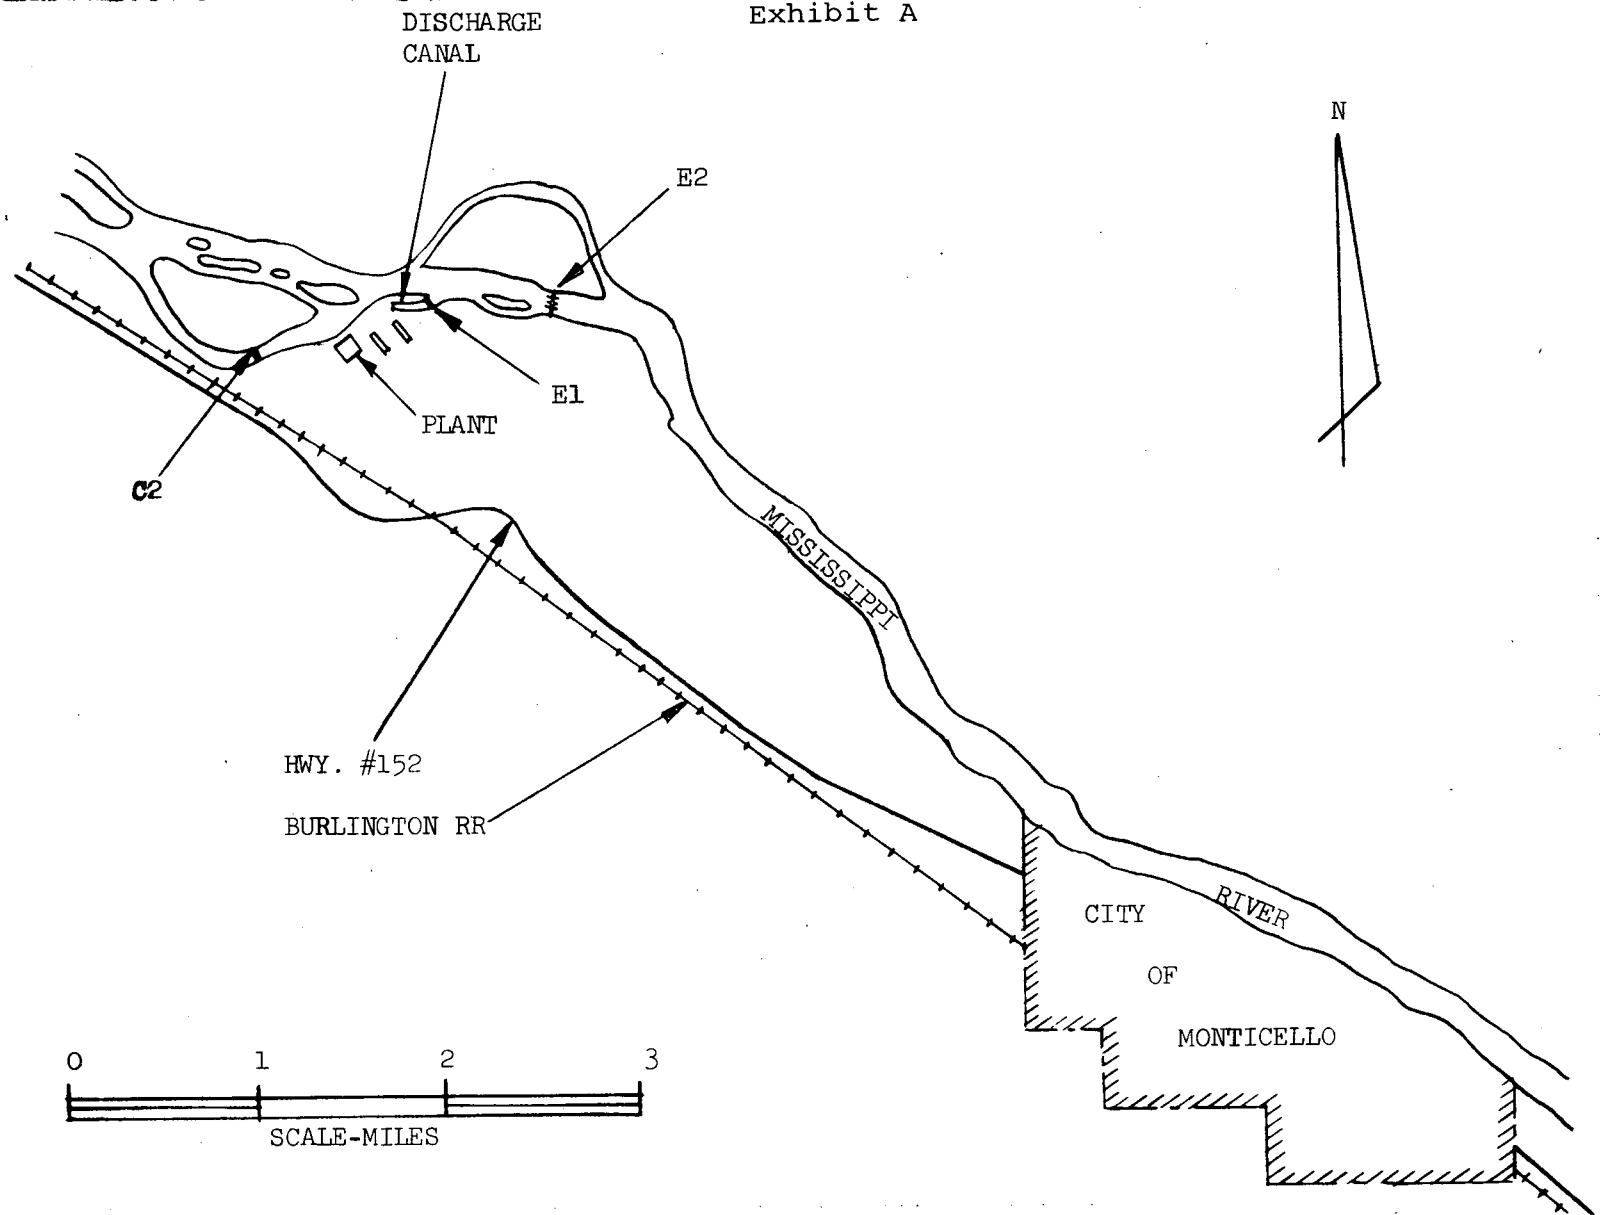 Exhibit A
DISCHARGE
CANAL
N
E2
E1
PLANT
C2
MISSISSIPPI
HWY. #152
BURLINGTON RR
RIVER
CITY
OF
MONTICELLO
0 1 2 3
SCALE-MILES